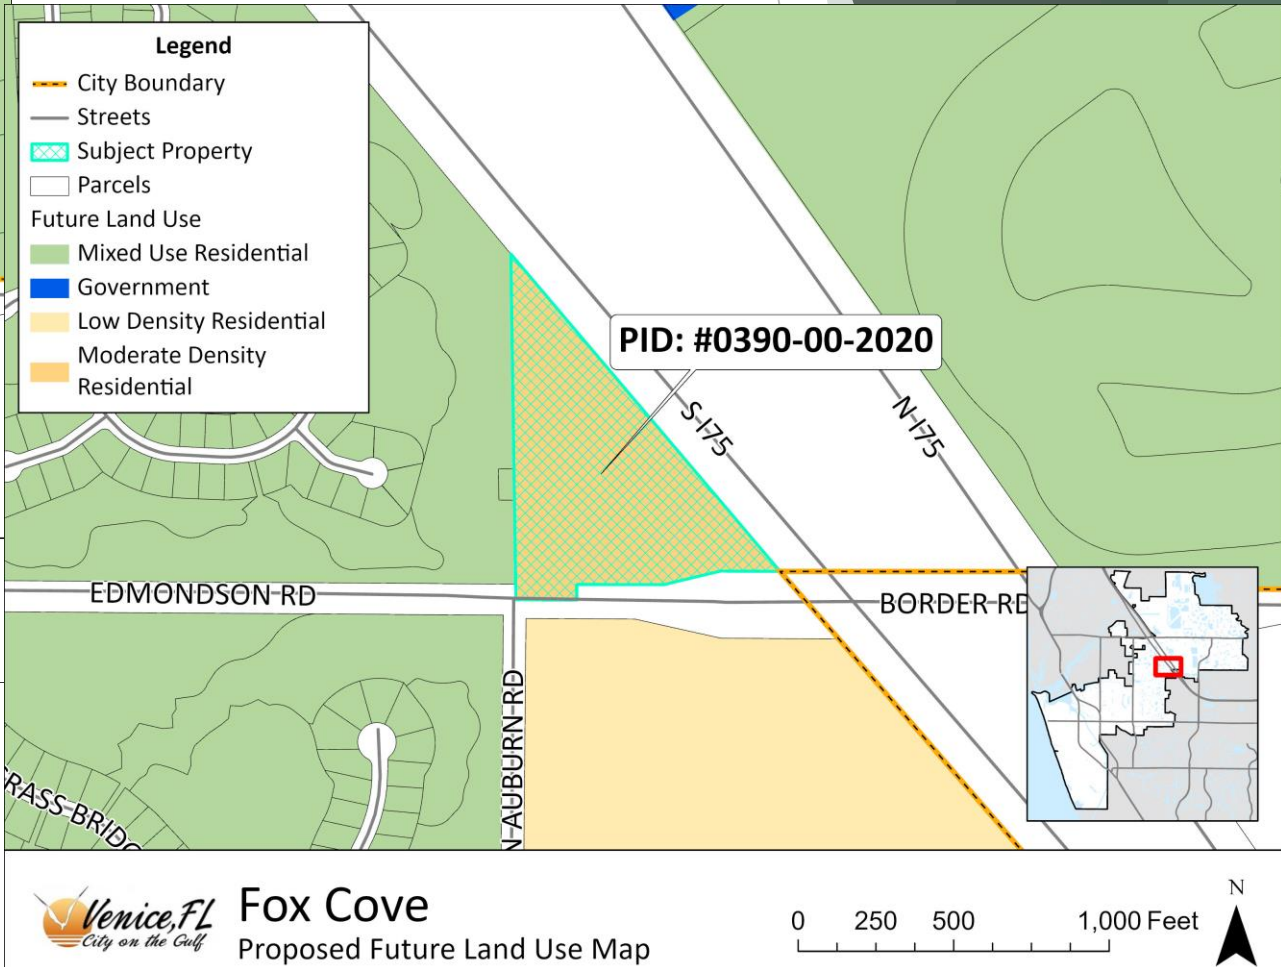 Legend
City Boundary
Streets
Subject Property
Parcels
Future Land Use
Mixed Use Residential
Government
Low Density Residential
Moderate Density
Residential
PID: #0390-00-2020
S I75
N I75
EDMONDSON RD
BORDER RD
N AUBURN RD
Venice, FL
City on the Gulf
Fox Cove
Proposed Future Land Use Map
0 250 500 1,000 Feet
N